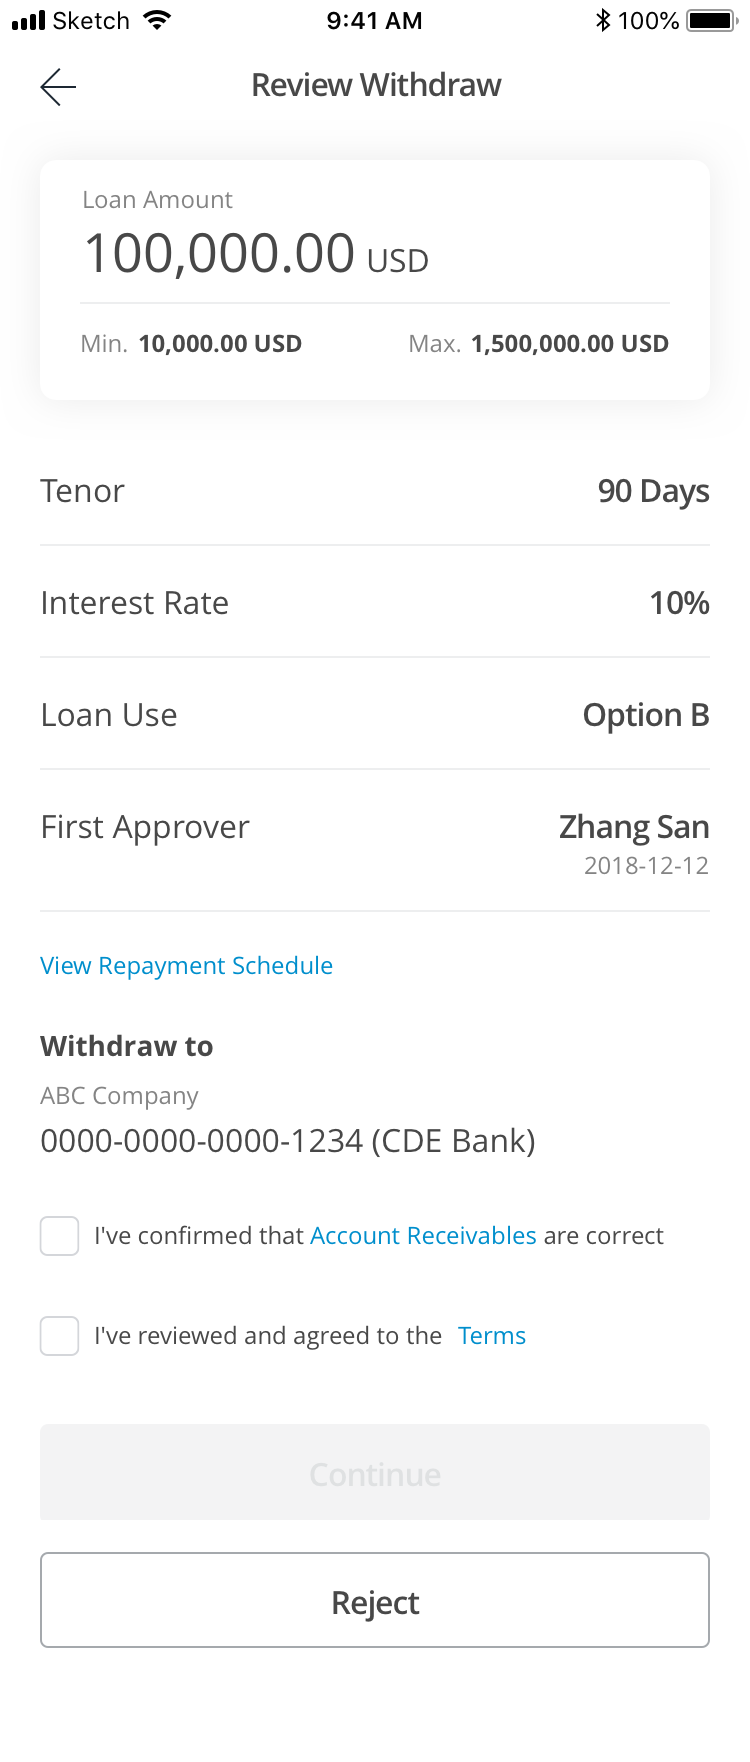 Sketch 9:41 AM 100%
Review Withdraw
Loan Amount
100,000.00 USD
Min. 10,000.00 USD Max. 1,500,000.00 USD
Tenor 90 Days
Interest Rate 10%
Loan Use Option B
First Approver Zhang San
2018-12-12
View Repayment Schedule
Withdraw to
ABC Company
0000-0000-0000-1234 (CDE Bank)
I've confirmed that Account Receivables are correct
I've reviewed and agreed to the Terms
Continue
Reject